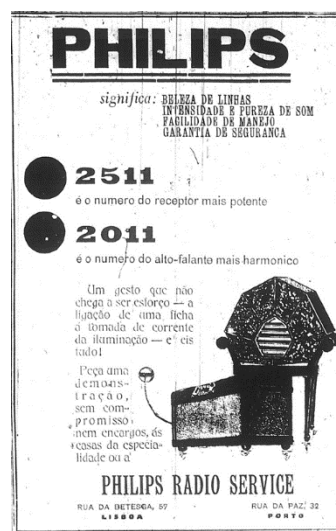 PHILIPS
significa: BELEZA DE LINHAS
INTENSIDADE E PUREZA DE SOM
FACILIDADE DE MANEJO
GARANTIA DE SEGURANCA
2511
é o numero do receptor mais potente
2011
é o numero do alto-falante mais harmonico
Um gesto que não
chega a ser esforço — a
ligação de uma ficha
á tomada de corrente
da iluminação — e eis
tudo!
Peça uma
demons-
tração,
sem com-
promisso
nem encargos, ás
casas da especia-
lidade ou a
PHILIPS RADIO SERVICE
RUA DA BETESGA, 57
LISBOA
RUA DA PAZ, 32
PORTO